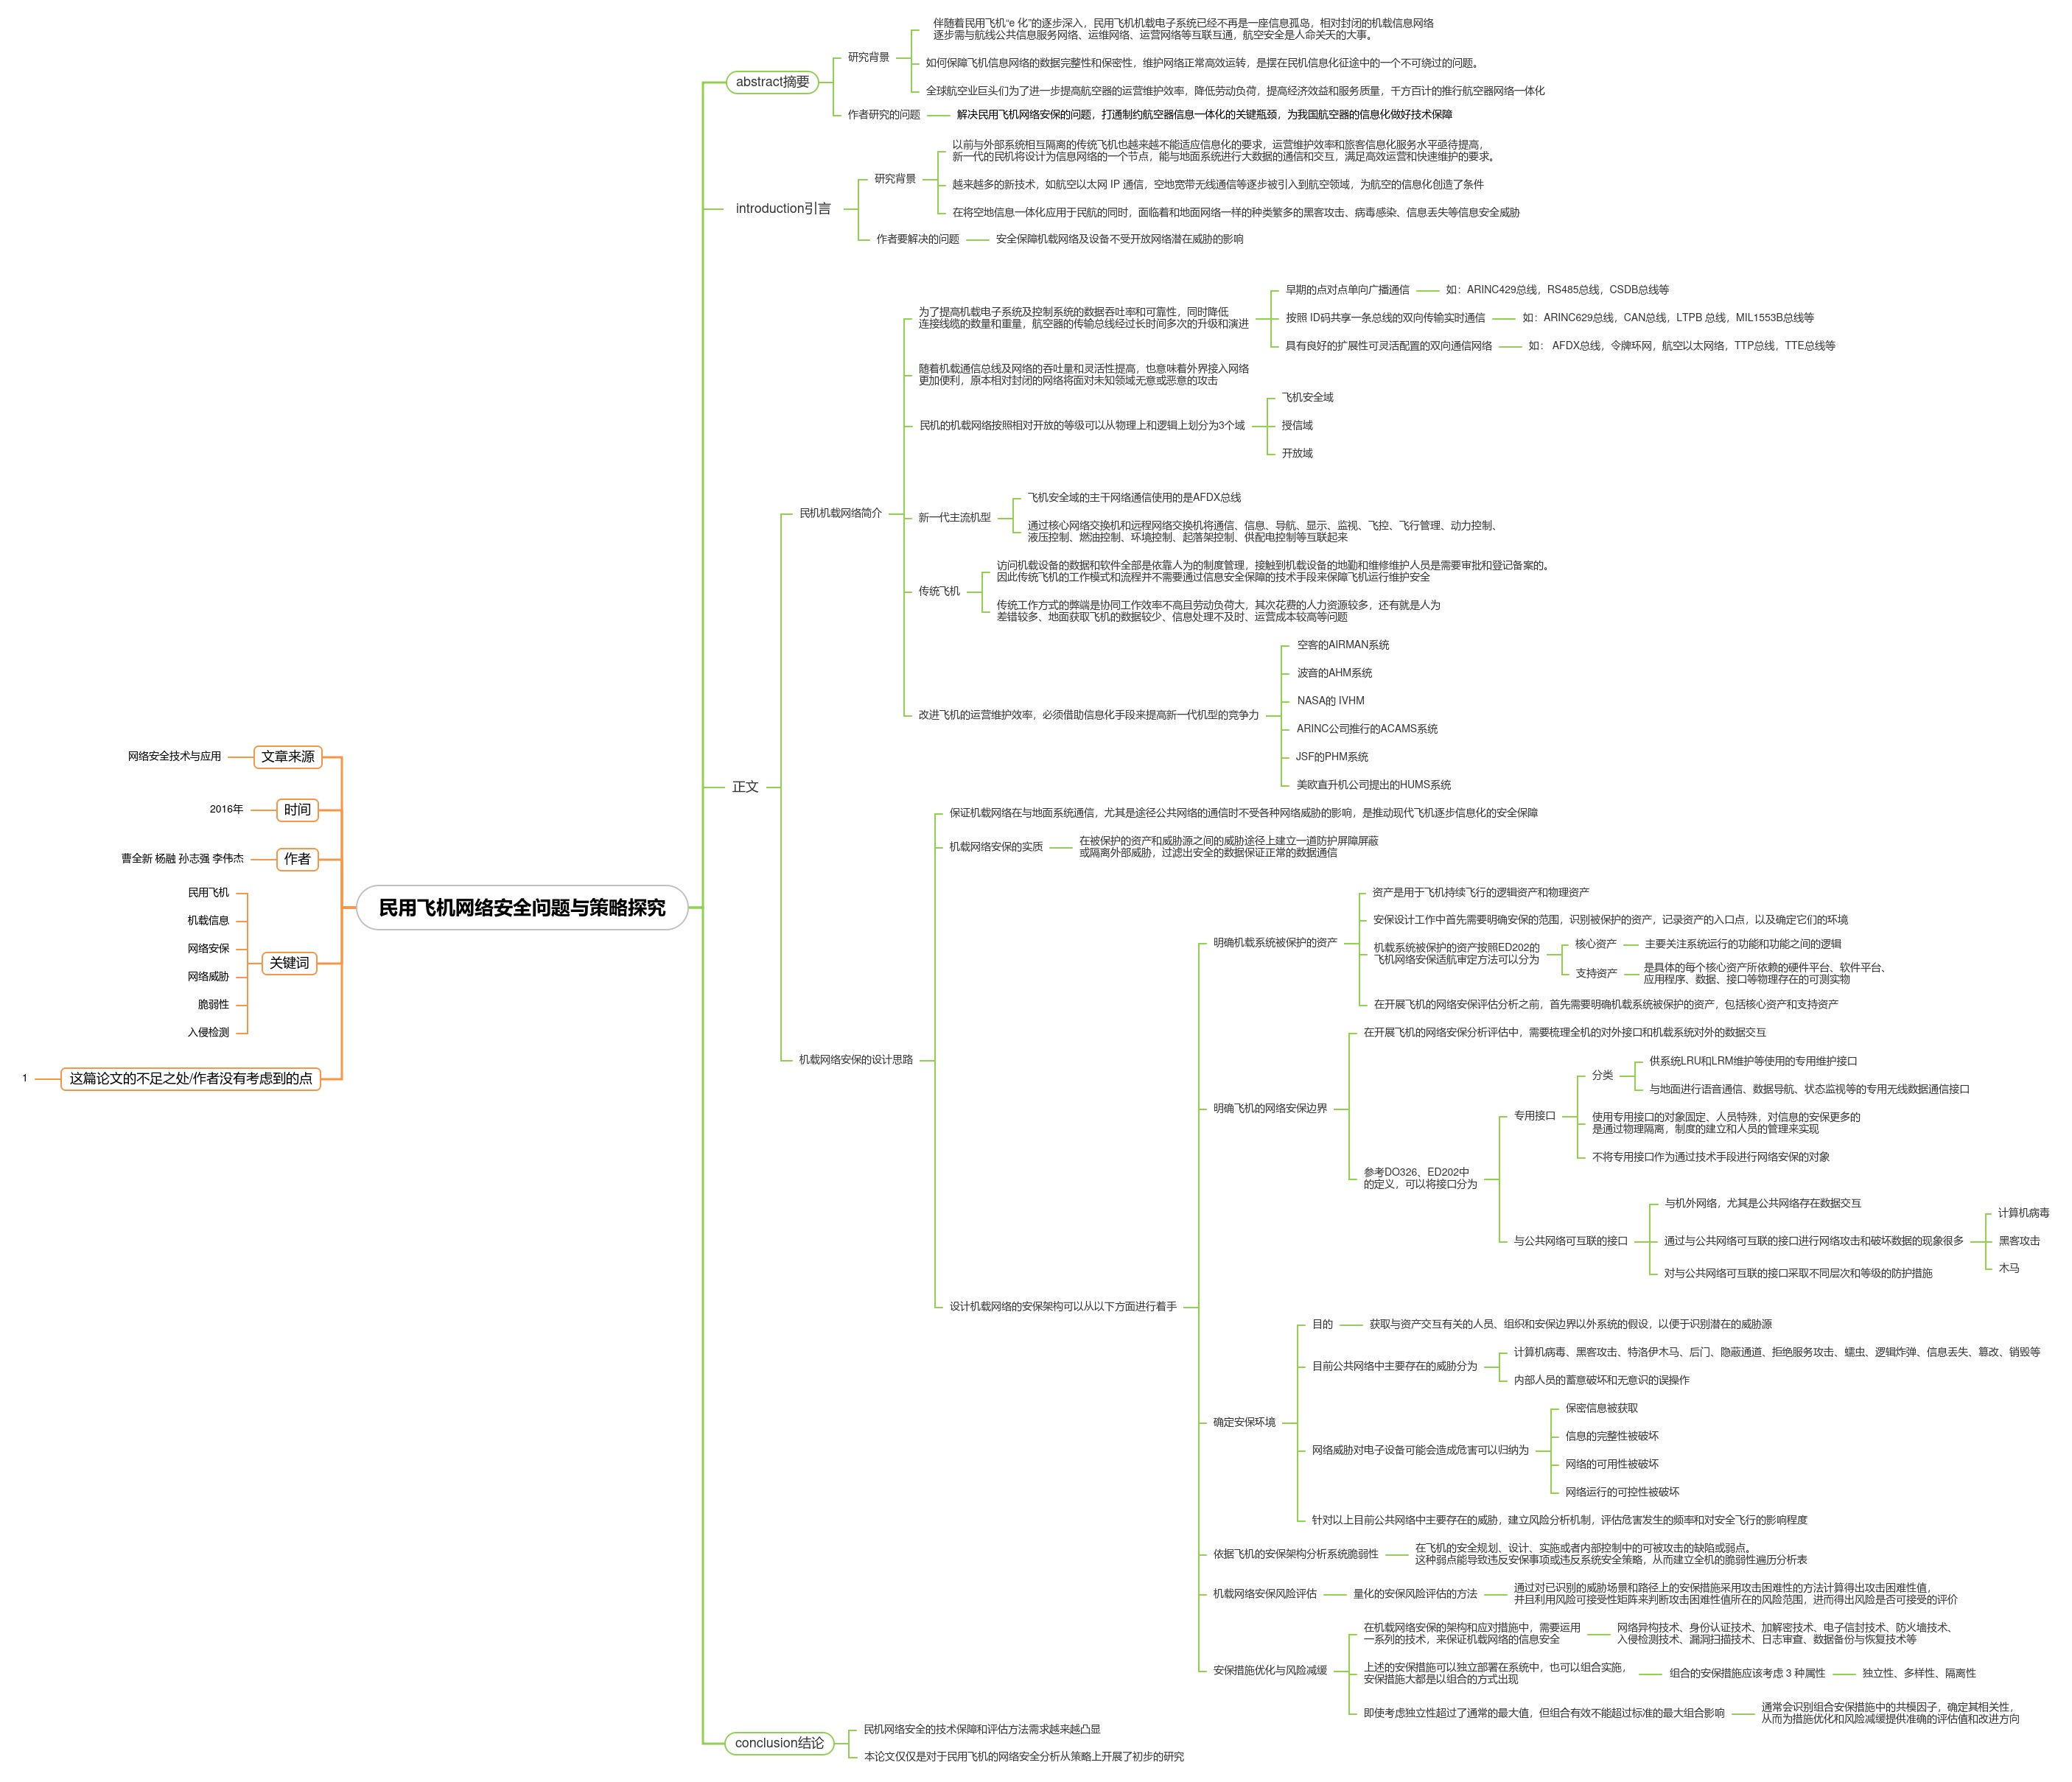 民用飞机网络安全问题与策略探究
文章来源
网络安全技术与应用
时间
2016年
作者
曹全新 杨融 孙志强 李伟杰
关键词
民用飞机
机载信息
网络安保
网络威胁
脆弱性
入侵检测
这篇论文的不足之处/作者没有考虑到的点
1
abstract摘要
研究背景
伴随着民用飞机“e 化”的逐步深入，民用飞机机载电子系统已经不再是一座信息孤岛，相对封闭的机载信息网络
逐步需与航线公共信息服务网络、运维网络、运营网络等互联互通，航空安全是人命关天的大事。
如何保障飞机信息网络的数据完整性和保密性，维护网络正常高效运转，是摆在民机信息化征途中的一个不可绕过的问题。
全球航空业巨头们为了进一步提高航空器的运营维护效率，降低劳动负荷，提高经济效益和服务质量，千方百计的推行航空器网络一体化
作者研究的问题
解决民用飞机网络安保的问题，打通制约航空器信息一体化的关键瓶颈，为我国航空器的信息化做好技术保障
introduction引言
研究背景
以前与外部系统相互隔离的传统飞机也越来越不能适应信息化的要求，运营维护效率和旅客信息化服务水平亟待提高，
新一代的民机将设计为信息网络的一个节点，能与地面系统进行大数据的通信和交互，满足高效运营和快速维护的要求。
越来越多的新技术，如航空以太网 IP 通信，空地宽带无线通信等逐步被引入到航空领域，为航空的信息化创造了条件
在将空地信息一体化应用于民航的同时，面临着和地面网络一样的种类繁多的黑客攻击、病毒感染、信息丢失等信息安全威胁
作者要解决的问题
安全保障机载网络及设备不受开放网络潜在威胁的影响
正文
民机机载网络简介
为了提高机载电子系统及控制系统的数据吞吐率和可靠性，同时降低
连接线缆的数量和重量，航空器的传输总线经过长时间多次的升级和演进
早期的点对点单向广播通信
如：ARINC429总线，RS485总线，CSDB总线等
按照 ID码共享一条总线的双向传输实时通信
如：ARINC629总线，CAN总线，LTPB 总线，MIL1553B总线等
具有良好的扩展性可灵活配置的双向通信网络
如： AFDX总线，令牌环网，航空以太网络，TTP总线，TTE总线等
随着机载通信总线及网络的吞吐量和灵活性提高，也意味着外界接入网络
更加便利，原本相对封闭的网络将面对未知领域无意或恶意的攻击
民机的机载网络按照相对开放的等级可以从物理上和逻辑上划分为3个域
飞机安全域
授信域
开放域
新一代主流机型
飞机安全域的主干网络通信使用的是AFDX总线
通过核心网络交换机和远程网络交换机将通信、信息、导航、显示、监视、飞控、飞行管理、动力控制、
液压控制、燃油控制、环境控制、起落架控制、供配电控制等互联起来
传统飞机
访问机载设备的数据和软件全部是依靠人为的制度管理，接触到机载设备的地勤和维修维护人员是需要审批和登记备案的。
因此传统飞机的工作模式和流程并不需要通过信息安全保障的技术手段来保障飞机运行维护安全
传统工作方式的弊端是协同工作效率不高且劳动负荷大，其次花费的人力资源较多，还有就是人为
差错较多、地面获取飞机的数据较少、信息处理不及时、运营成本较高等问题
改进飞机的运营维护效率，必须借助信息化手段来提高新一代机型的竞争力
空客的AIRMAN系统
波音的AHM系统
NASA的 IVHM
ARINC公司推行的ACAMS系统
JSF的PHM系统
美欧直升机公司提出的HUMS系统
机载网络安保的设计思路
保证机载网络在与地面系统通信，尤其是途径公共网络的通信时不受各种网络威胁的影响，是推动现代飞机逐步信息化的安全保障
机载网络安保的实质
在被保护的资产和威胁源之间的威胁途径上建立一道防护屏障屏蔽
或隔离外部威胁，过滤出安全的数据保证正常的数据通信
设计机载网络的安保架构可以从以下方面进行着手
明确机载系统被保护的资产
资产是用于飞机持续飞行的逻辑资产和物理资产
安保设计工作中首先需要明确安保的范围，识别被保护的资产，记录资产的入口点，以及确定它们的环境
机载系统被保护的资产按照ED202的
飞机网络安保适航审定方法可以分为
核心资产
主要关注系统运行的功能和功能之间的逻辑
支持资产
是具体的每个核心资产所依赖的硬件平台、软件平台、
应用程序、数据、接口等物理存在的可测实物
在开展飞机的网络安保评估分析之前，首先需要明确机载系统被保护的资产，包括核心资产和支持资产
明确飞机的网络安保边界
在开展飞机的网络安保分析评估中，需要梳理全机的对外接口和机载系统对外的数据交互
参考DO326、ED202中
的定义，可以将接口分为
专用接口
分类
供系统LRU和LRM维护等使用的专用维护接口
与地面进行语音通信、数据导航、状态监视等的专用无线数据通信接口
使用专用接口的对象固定、人员特殊，对信息的安保更多的
是通过物理隔离，制度的建立和人员的管理来实现
不将专用接口作为通过技术手段进行网络安保的对象
与公共网络可互联的接口
与机外网络，尤其是公共网络存在数据交互
通过与公共网络可互联的接口进行网络攻击和破坏数据的现象很多
计算机病毒
黑客攻击
木马
对与公共网络可互联的接口采取不同层次和等级的防护措施
确定安保环境
目的
获取与资产交互有关的人员、组织和安保边界以外系统的假设，以便于识别潜在的威胁源
目前公共网络中主要存在的威胁分为
计算机病毒、黑客攻击、特洛伊木马、后门、隐蔽通道、拒绝服务攻击、蠕虫、逻辑炸弹、信息丢失、篡改、销毁等
内部人员的蓄意破坏和无意识的误操作
网络威胁对电子设备可能会造成危害可以归纳为
保密信息被获取
信息的完整性被破坏
网络的可用性被破坏
网络运行的可控性被破坏
针对以上目前公共网络中主要存在的威胁，建立风险分析机制，评估危害发生的频率和对安全飞行的影响程度
依据飞机的安保架构分析系统脆弱性
在飞机的安全规划、设计、实施或者内部控制中的可被攻击的缺陷或弱点。
这种弱点能导致违反安保事项或违反系统安全策略，从而建立全机的脆弱性遍历分析表
机载网络安保风险评估
量化的安保风险评估的方法
通过对已识别的威胁场景和路径上的安保措施采用攻击困难性的方法计算得出攻击困难性值，
并且利用风险可接受性矩阵来判断攻击困难性值所在的风险范围，进而得出风险是否可接受的评价
安保措施优化与风险减缓
在机载网络安保的架构和应对措施中，需要运用
一系列的技术，来保证机载网络的信息安全
网络异构技术、身份认证技术、加解密技术、电子信封技术、防火墙技术、
入侵检测技术、漏洞扫描技术、日志审查、数据备份与恢复技术等
上述的安保措施可以独立部署在系统中，也可以组合实施，
安保措施大都是以组合的方式出现
组合的安保措施应该考虑 3 种属性
独立性、多样性、隔离性
即使考虑独立性超过了通常的最大值，但组合有效不能超过标准的最大组合影响
通常会识别组合安保措施中的共模因子，确定其相关性，
从而为措施优化和风险减缓提供准确的评估值和改进方向
conclusion结论
民机网络安全的技术保障和评估方法需求越来越凸显
本论文仅仅是对于民用飞机的网络安全分析从策略上开展了初步的研究